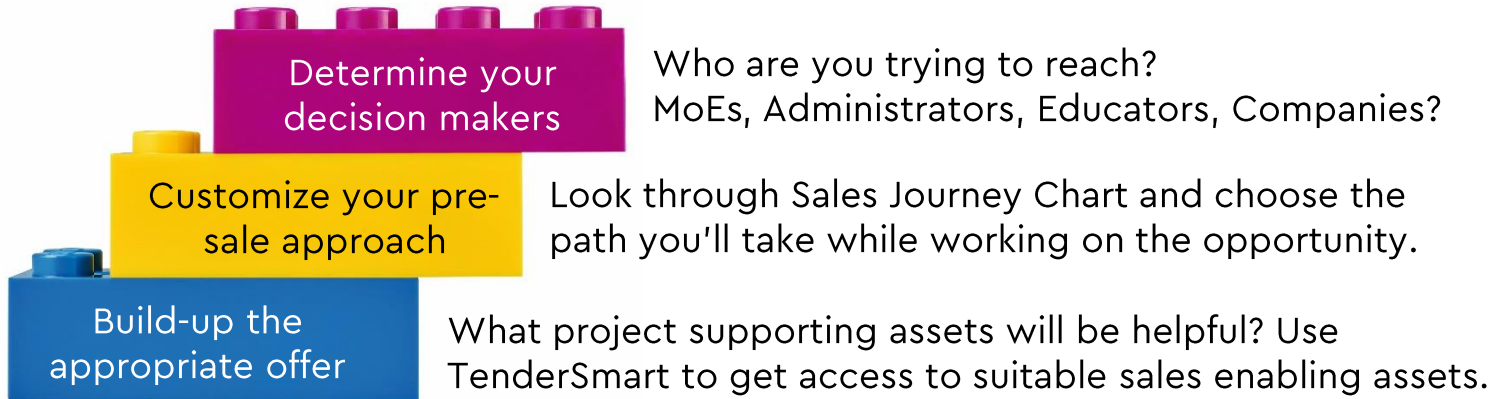 Determine your
decision makers
Who are you trying to reach?
MoEs, Administrators, Educators, Companies?
Customize your pre-
sale approach
Look through Sales Journey Chart and choose the
path you'll take while working on the opportunity.
Build-up the
appropriate offer
What project supporting assets will be helpful? Use
TenderSmart to get access to suitable sales enabling assets.